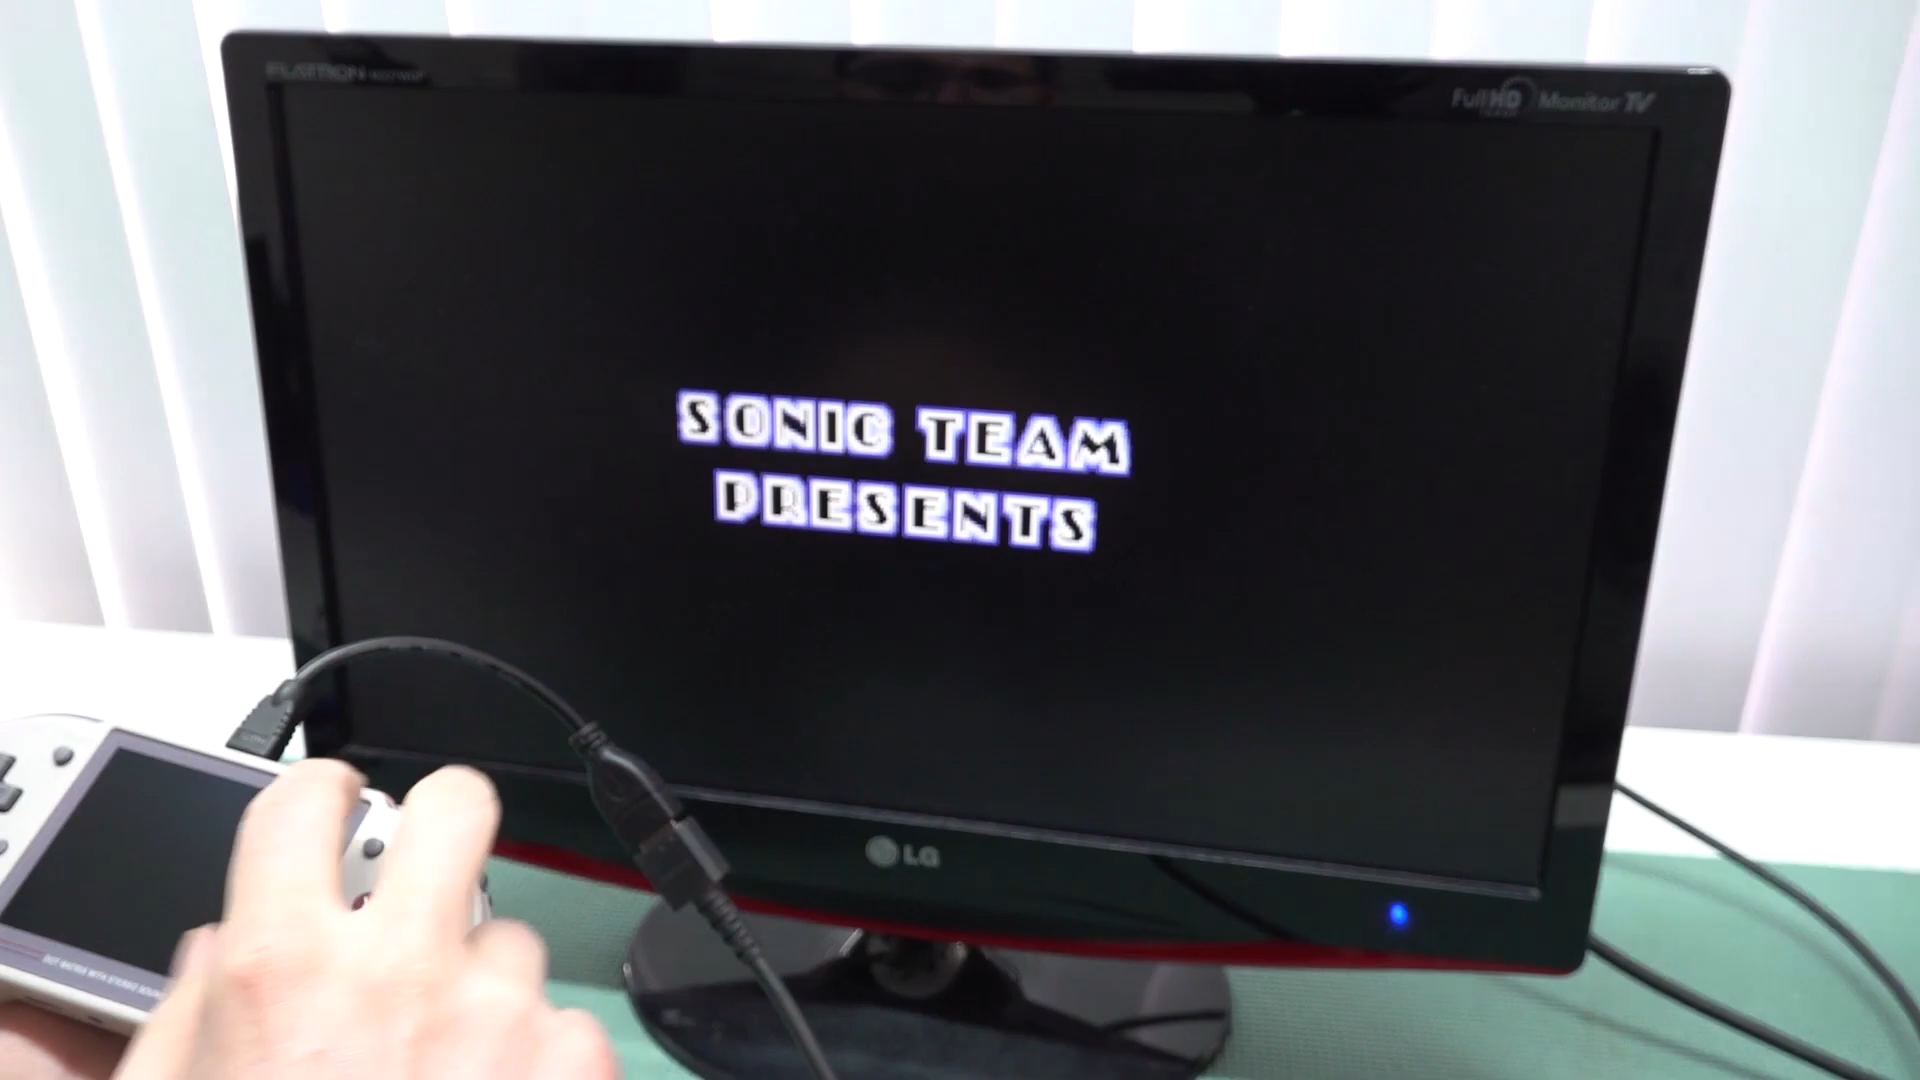 FLATRON
Full HD Monitor TV
SONIC TEAM
PRESENTS
LG